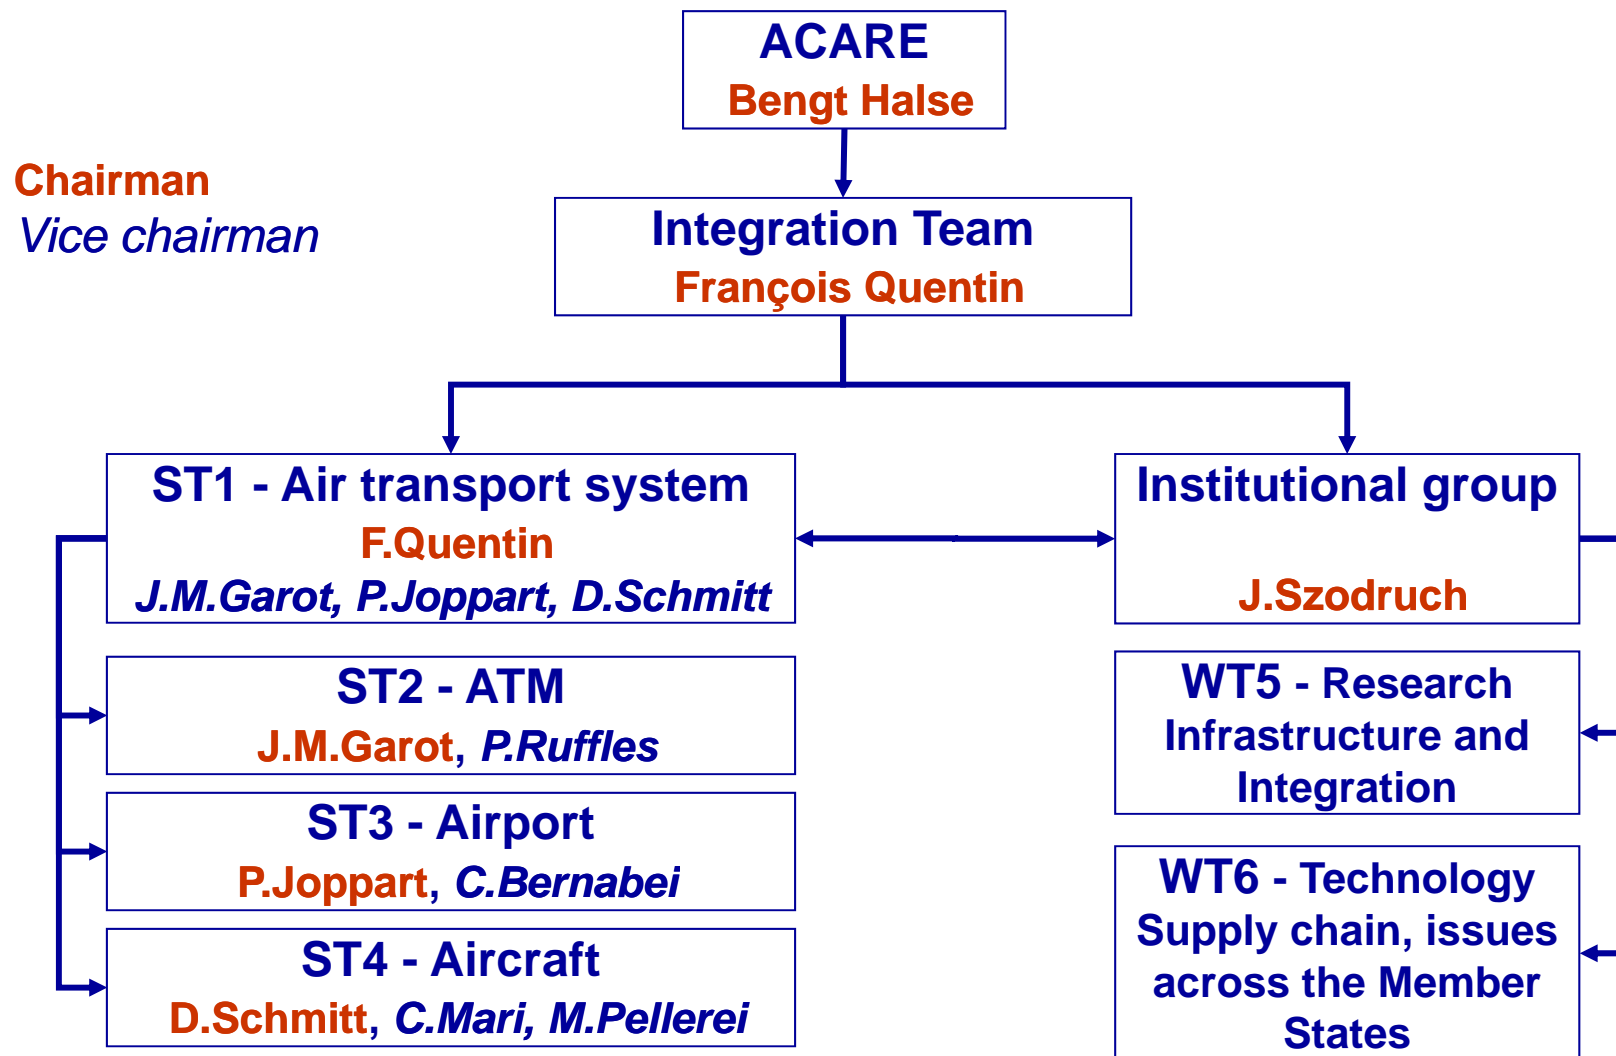 ACARE
Bengt Halse
Chairman
Vice chairman
Integration Team
François Quentin
ST1 - Air transport system
F.Quentin
J.M.Garot, P.Joppart, D.Schmitt
Institutional group
J.Szodruch
ST2 - ATM
J.M.Garot, P.Ruffles
ST3 - Airport
P.Joppart, C.Bernabei
ST4 - Aircraft
D.Schmitt, C.Mari, M.Pellerei
WT5 - Research
Infrastructure and
Integration
WT6 - Technology
Supply chain, issues
across the Member
States